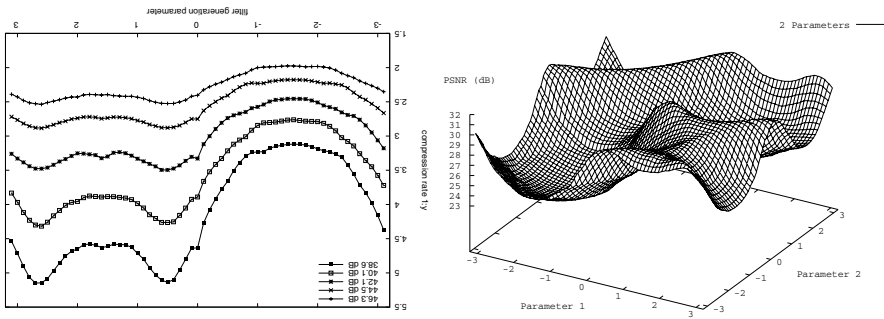 filter generation parameter
3 2 1 0 -1 -2 -3
1.5
2
2.5
3
3.5
4
4.5
5
5.5
compression rate 1:y
38.6 dB
40.1 dB
42.1 dB
44.5 dB
46.3 dB
2 Parameters
PSNR (dB)
32
31
30
29
28
27
26
25
24
23
-3 -2 -1 0 1 2 3
Parameter 1
-3 -2 -1 0 1 2 3
Parameter 2